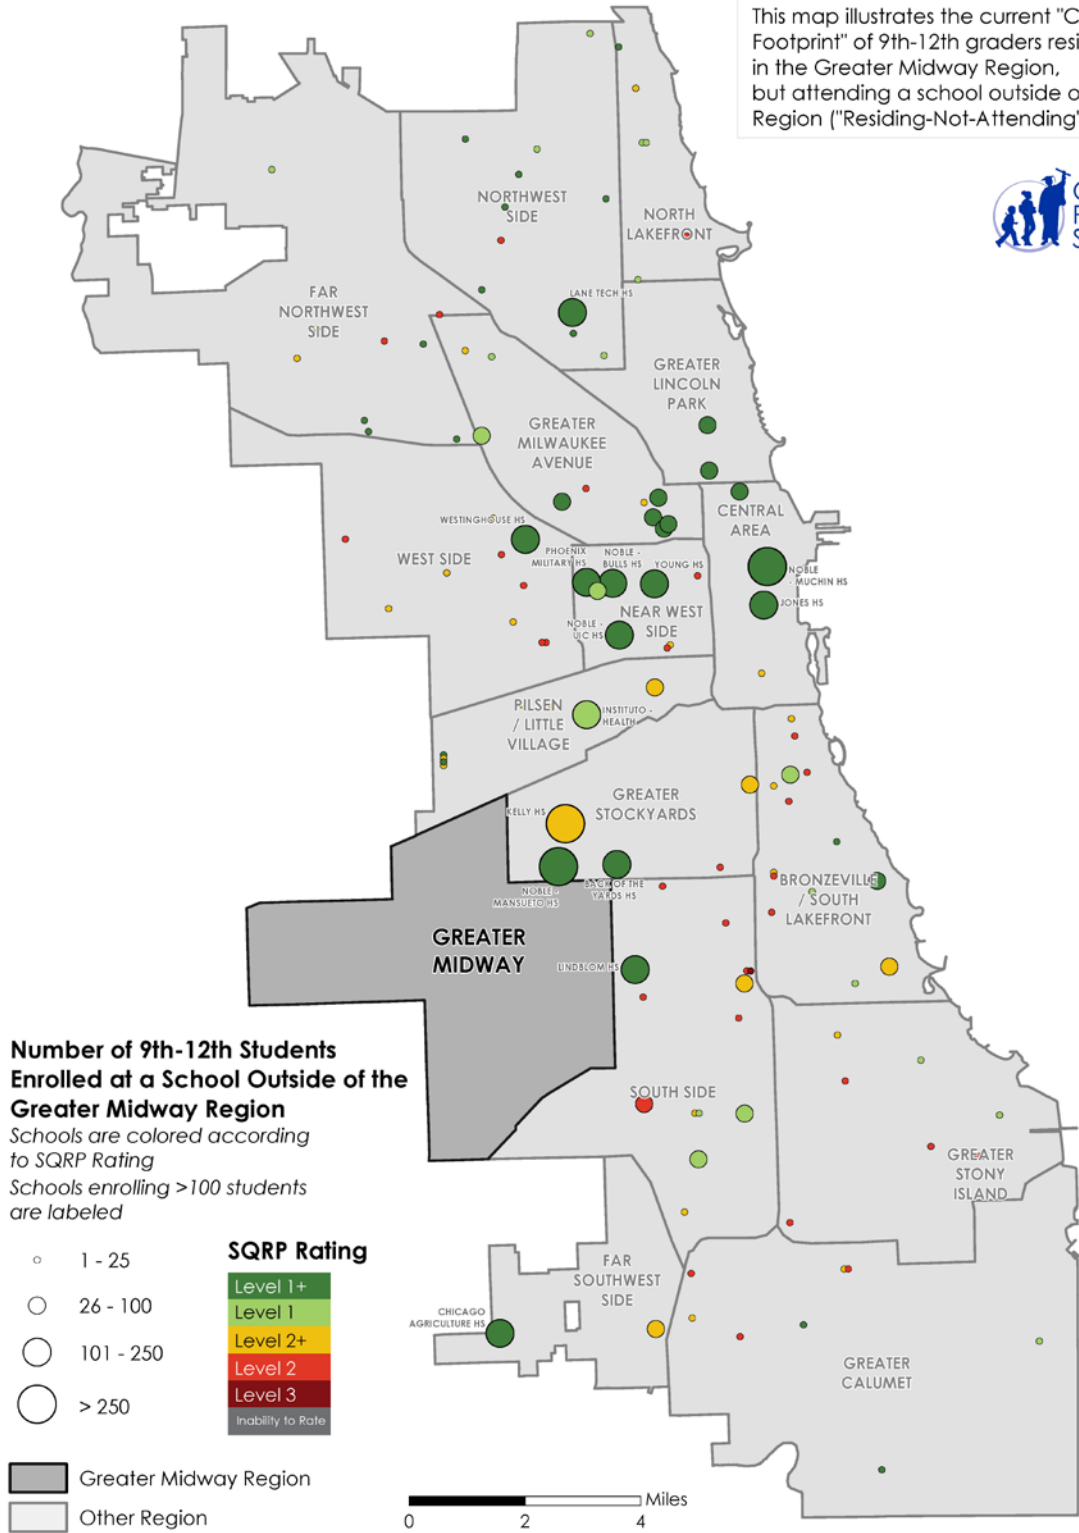 This map illustrates the current "C
Footprint" of 9th-12th graders resi
in the Greater Midway Region,
but attending a school outside o
Region ("Residing-Not-Attending"
NORTHWEST
SIDE
NORTH
LAKEFRONT
LANE TECH HS
FAR
NORTHWEST
SIDE
GREATER
LINCOLN
PARK
GREATER
MILWAUKEE
AVENUE
CENTRAL
AREA
WESTINGHOUSE HS
WEST SIDE
PHOENIX
MILITARY HS
NOBLE -
BULLS HS
YOUNG HS
NOBLE
- MUCHIN HS
JONES HS
NOBLE -
UIC HS
NEAR WEST
SIDE
PILSEN
/ LITTLE
VILLAGE
INSTITUTO -
HEALTH
KELLY HS
GREATER
STOCKYARDS
NOBLE -
MANSUETO HS
BACK OF THE
YARDS HS
BRONZEVILLE
/ SOUTH
LAKEFRONT
GREATER
MIDWAY
LINDBLOM HS
SOUTH SIDE
GREATER
STONY
ISLAND
FAR
SOUTHWEST
SIDE
CHICAGO
AGRICULTURE HS
GREATER
CALUMET
Number of 9th-12th Students
Enrolled at a School Outside of the
Greater Midway Region
Schools are colored according
to SQRP Rating
Schools enrolling >100 students
are labeled
1 - 25
26 - 100
101 - 250
> 250
SQRP Rating
Level 1+
Level 1
Level 2+
Level 2
Level 3
Inability to Rate
Greater Midway Region
Other Region
Miles
0 2 4